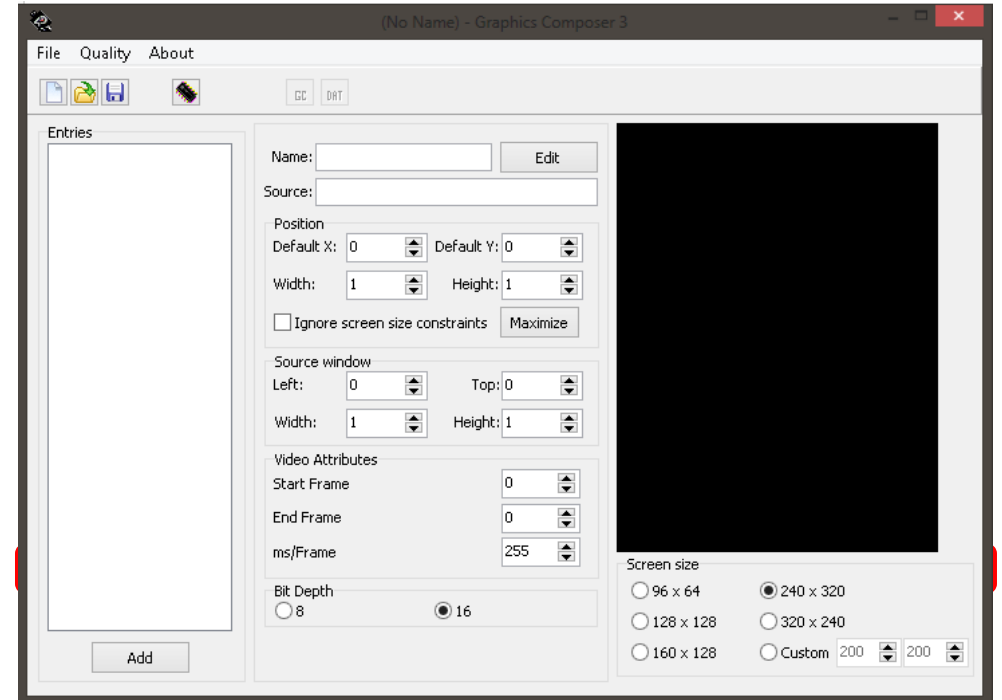 (No Name) - Graphics Composer 3
File Quality About
GC DAT
Entries
Name: Edit
Source:
Position
Default X: 0 Default Y: 0
Width: 1 Height: 1
Ignore screen size constraints Maximize
Source window
Left: 0 Top: 0
Width: 1 Height: 1
Video Attributes
Start Frame 0
End Frame 0
ms/Frame 255
Bit Depth
8 16
Add
Screen size
96 x 64 240 x 320
128 x 128 320 x 240
160 x 128 Custom 200 200